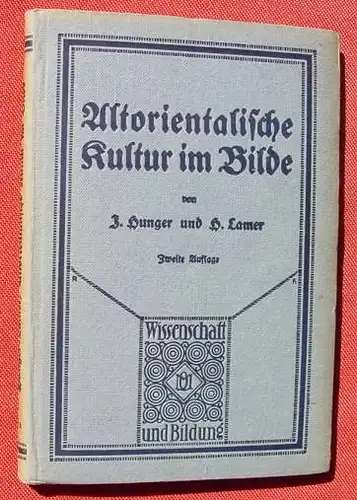 Altorientalische
Kultur im Bilde
von
J. Hunger und H. Lamer
Zweite Auflage
R K
Wissenschaft
und Bildung